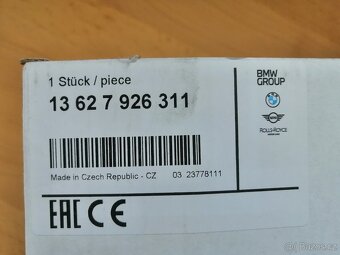 1 Stück / piece
13 62 7 926 311
BMW
GROUP
ROLLS-ROYCE
Made in Czech Republic - CZ 03 23778111
EAC CE